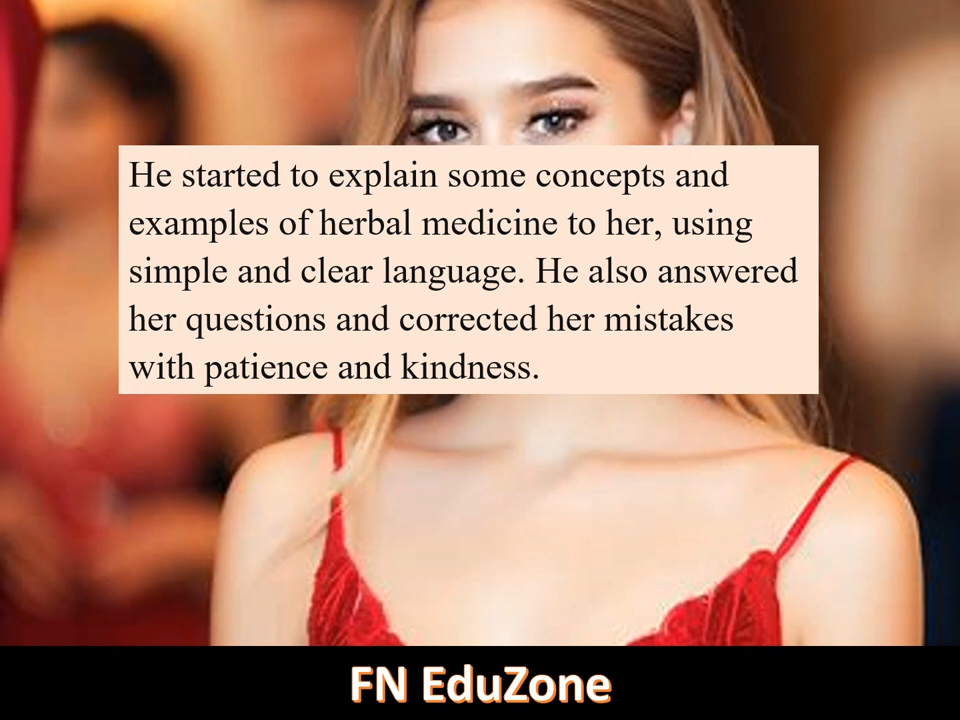 He started to explain some concepts and
examples of herbal medicine to her, using
simple and clear language. He also answered
her questions and corrected her mistakes
with patience and kindness.
FN EduZone